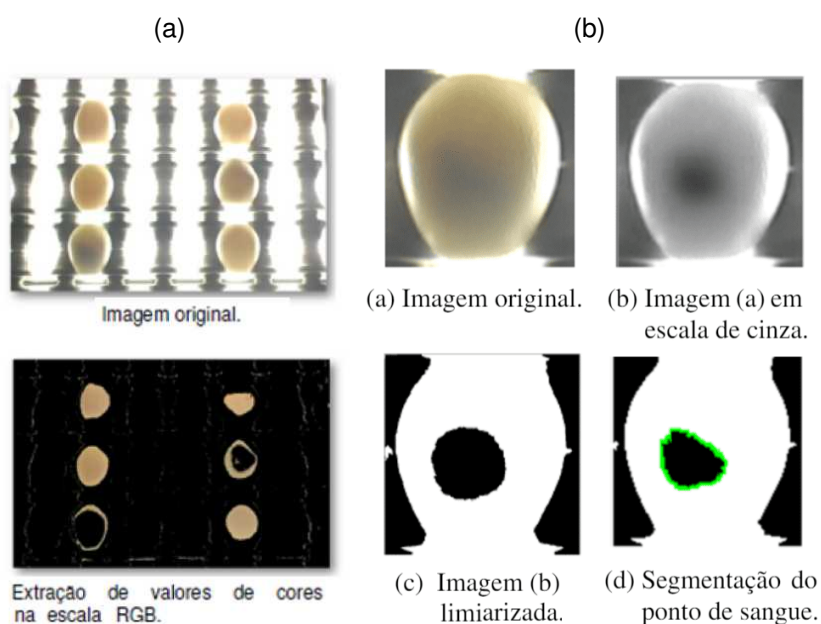 (a)
Imagem original.
Extração de valores de cores
na escala RGB.
(b)
(a) Imagem original.
(b) Imagem (a) em
escala de cinza.
(c) Imagem (b)
limiarizada.
(d) Segmentação do
ponto de sangue.